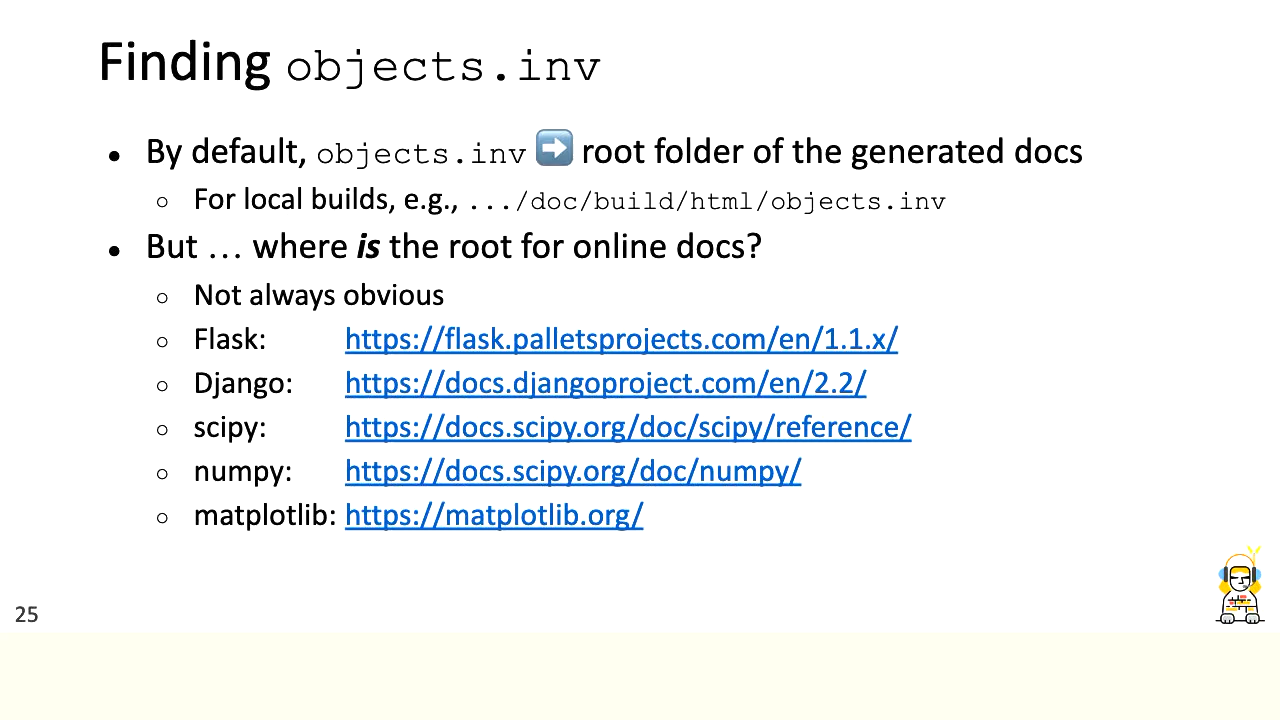 Finding objects.inv
● By default, objects.inv ➡️ root folder of the generated docs
○ For local builds, e.g., .../doc/build/html/objects.inv
● But ... where is the root for online docs?
○ Not always obvious
○ Flask: https://flask.palletsprojects.com/en/1.1.x/
○ Django: https://docs.djangoproject.com/en/2.2/
○ scipy: https://docs.scipy.org/doc/scipy/reference/
○ numpy: https://docs.scipy.org/doc/numpy/
○ matplotlib: https://matplotlib.org/
25